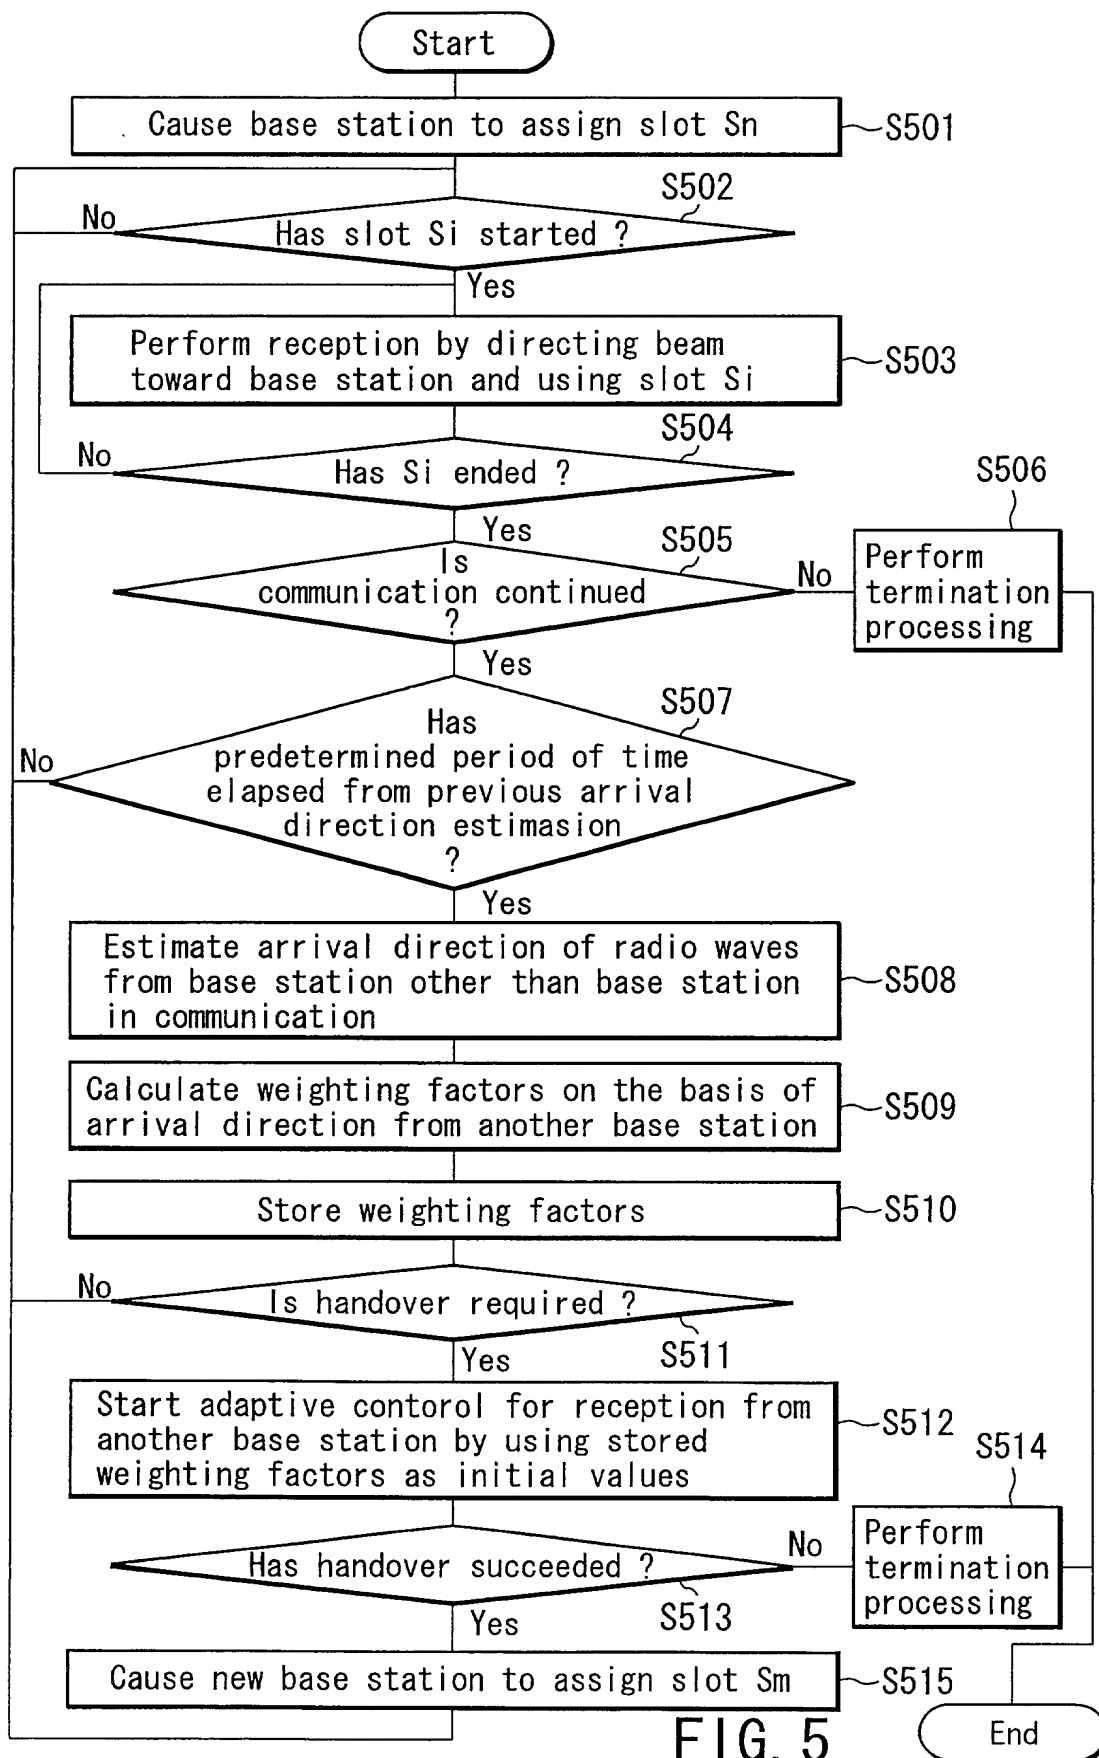 Start
Cause base station to assign slot Sn
S501
S502
No
Has slot Si started ?
Yes
Perform reception by directing beam
toward base station and using slot Si
S503
S504
No
Has Si ended ?
Yes
S505
Is
communication continued
?
No
S506
Perform
termination
processing
Yes
S507
Has
predetermined period of time
elapsed from previous arrival
direction estimasion
?
No
Yes
Estimate arrival direction of radio waves
from base station other than base station
in communication
S508
Calculate weighting factors on the basis of
arrival direction from another base station
S509
Store weighting factors
S510
No
Is handover required ?
S511
Yes
Start adaptive contorol for reception from
another base station by using stored
weighting factors as initial values
S512
S514
Has handover succeeded ?
No
Perform
termination
processing
S513
Yes
Cause new base station to assign slot Sm
S515
FIG. 5
End